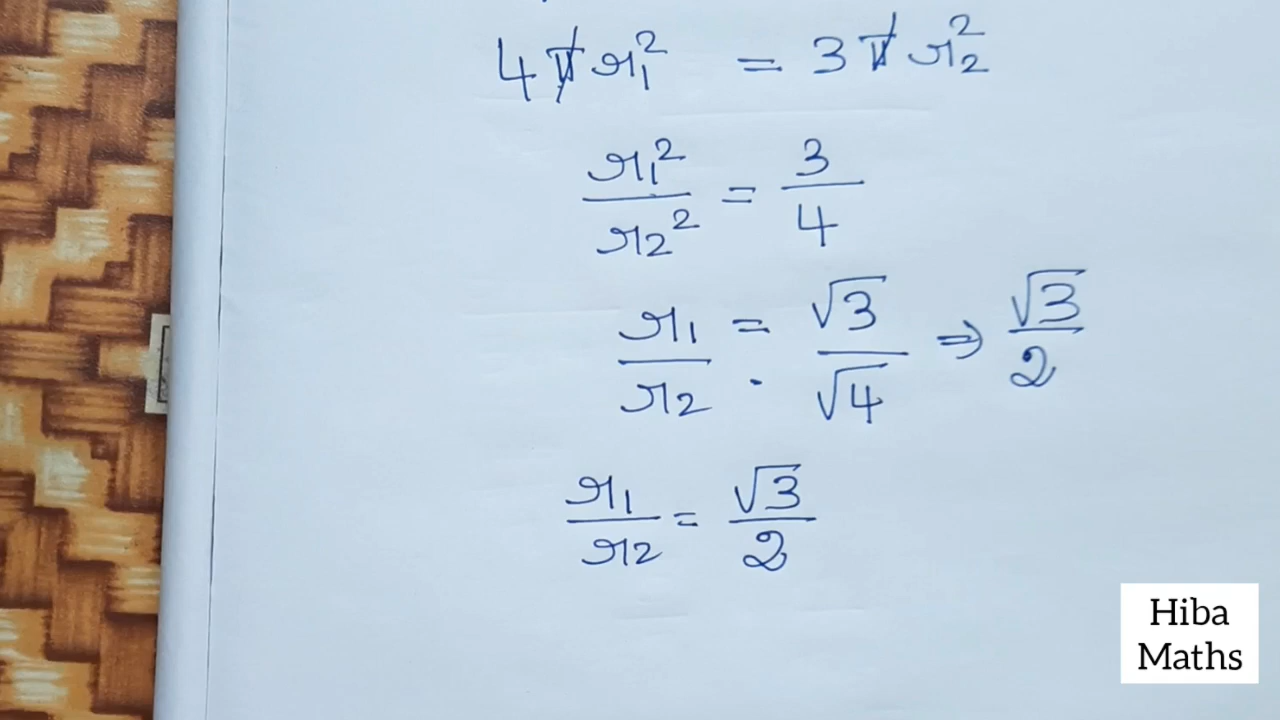 4πr₁² = 3πr₂²
r₁²/r₂² = 3/4
r₁/r₂ = √3/√4 ⇒ √3/2
r₁/r₂ = √3/2
Hiba
Maths